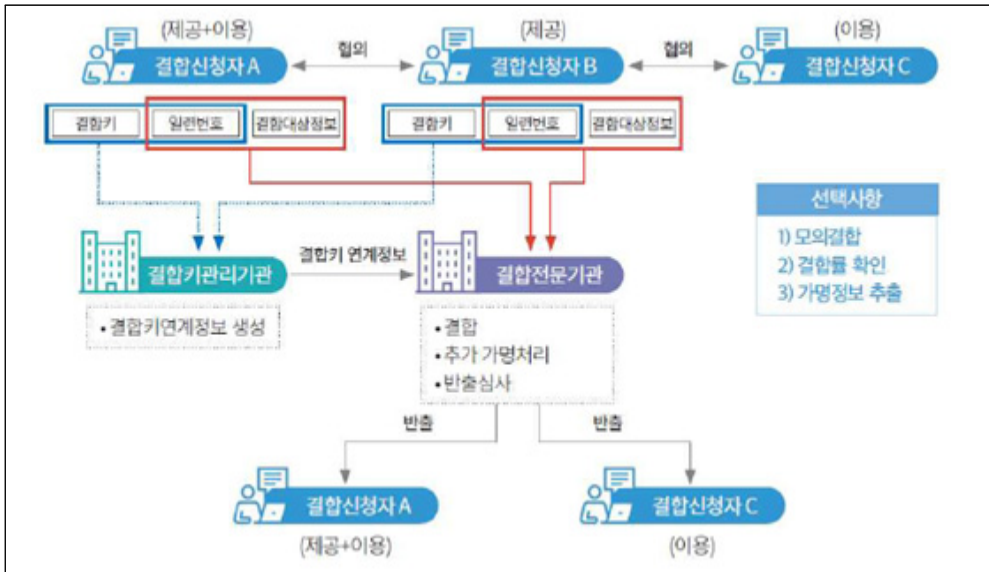 (제공+이용)
(제공)
(이용)
결합신청자 A
협의
결합신청자 B
협의
결합신청자 C
결합키
일련번호
결합대상정보
결합키
일련번호
결합대상정보
선택사항
1) 모의결합
2) 결합률 확인
3) 가명정보 추출
결합키관리기관
결합키 연계정보
결합전문기관
• 결합키연계정보 생성
• 결합
• 추가 가명처리
• 반출심사
반출
반출
결합신청자 A
결합신청자 C
(제공+이용)
(이용)